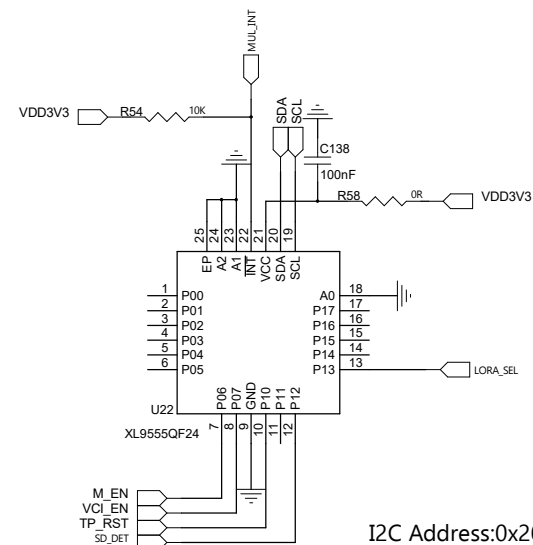 MUL_INT
VDD3V3
R54
10K
SDA
SCL
C138
100nF
R58
0R
VDD3V3
25
24
23
22
21
20
19
EP
A2
A1
INT
VCC
SDA
SCL
1
P00
2
P01
3
P02
4
P03
5
P04
6
P05
A0
18
P17
17
P16
16
P15
15
P14
14
P13
13
LORA_SEL
P06
P07
GND
P10
P11
P12
U22
XL9555QF24
7
8
9
10
11
12
M_EN
VCI_EN
TP_RST
SD_DET